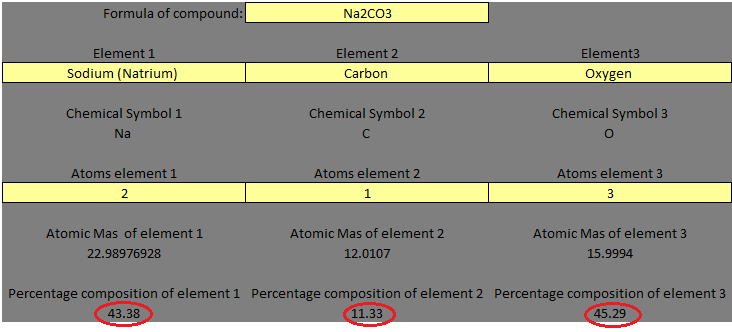 Formula of compound: Na2CO3
Element 1 Element 2 Element3
Sodium (Natrium) Carbon Oxygen
Chemical Symbol 1 Chemical Symbol 2 Chemical Symbol 3
Na C O
Atoms element 1 Atoms element 2 Atoms element 3
2 1 3
Atomic Mas of element 1 Atomic Mas of element 2 Atomic Mas of element 3
22.98976928 12.0107 15.9994
Percentage composition of element 1 Percentage composition of element 2 Percentage composition of element 3
43.38 11.33 45.29